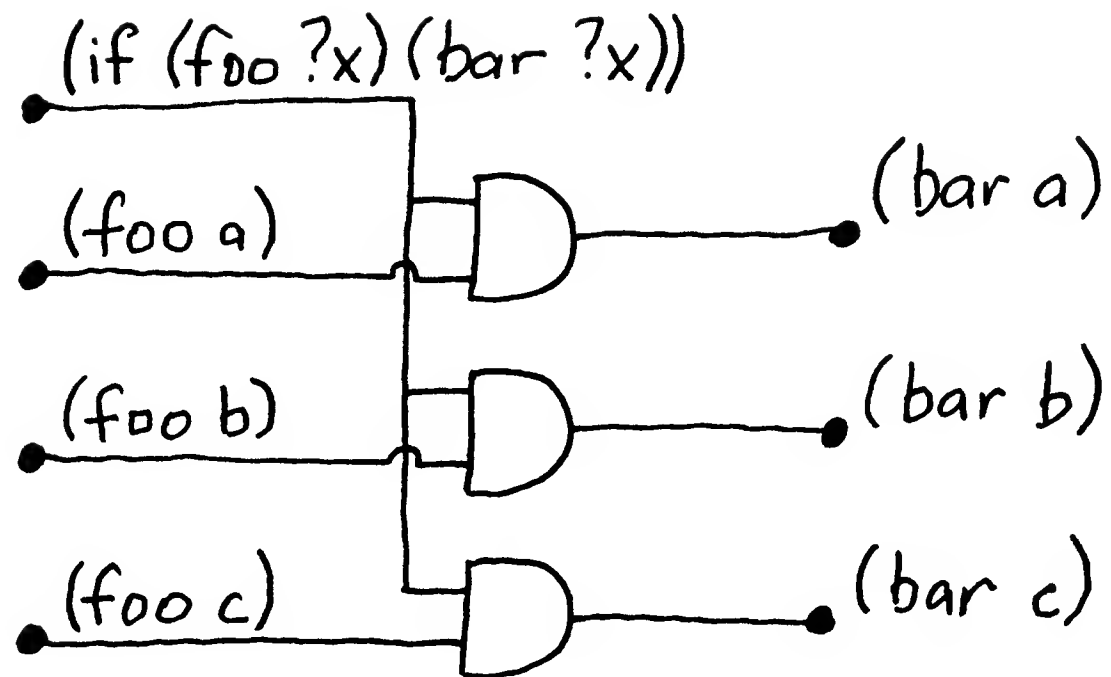 (if (foo ?x) (bar ?x))
(foo a)
(bar a)
(foo b)
(bar b)
(foo c)
(bar c)